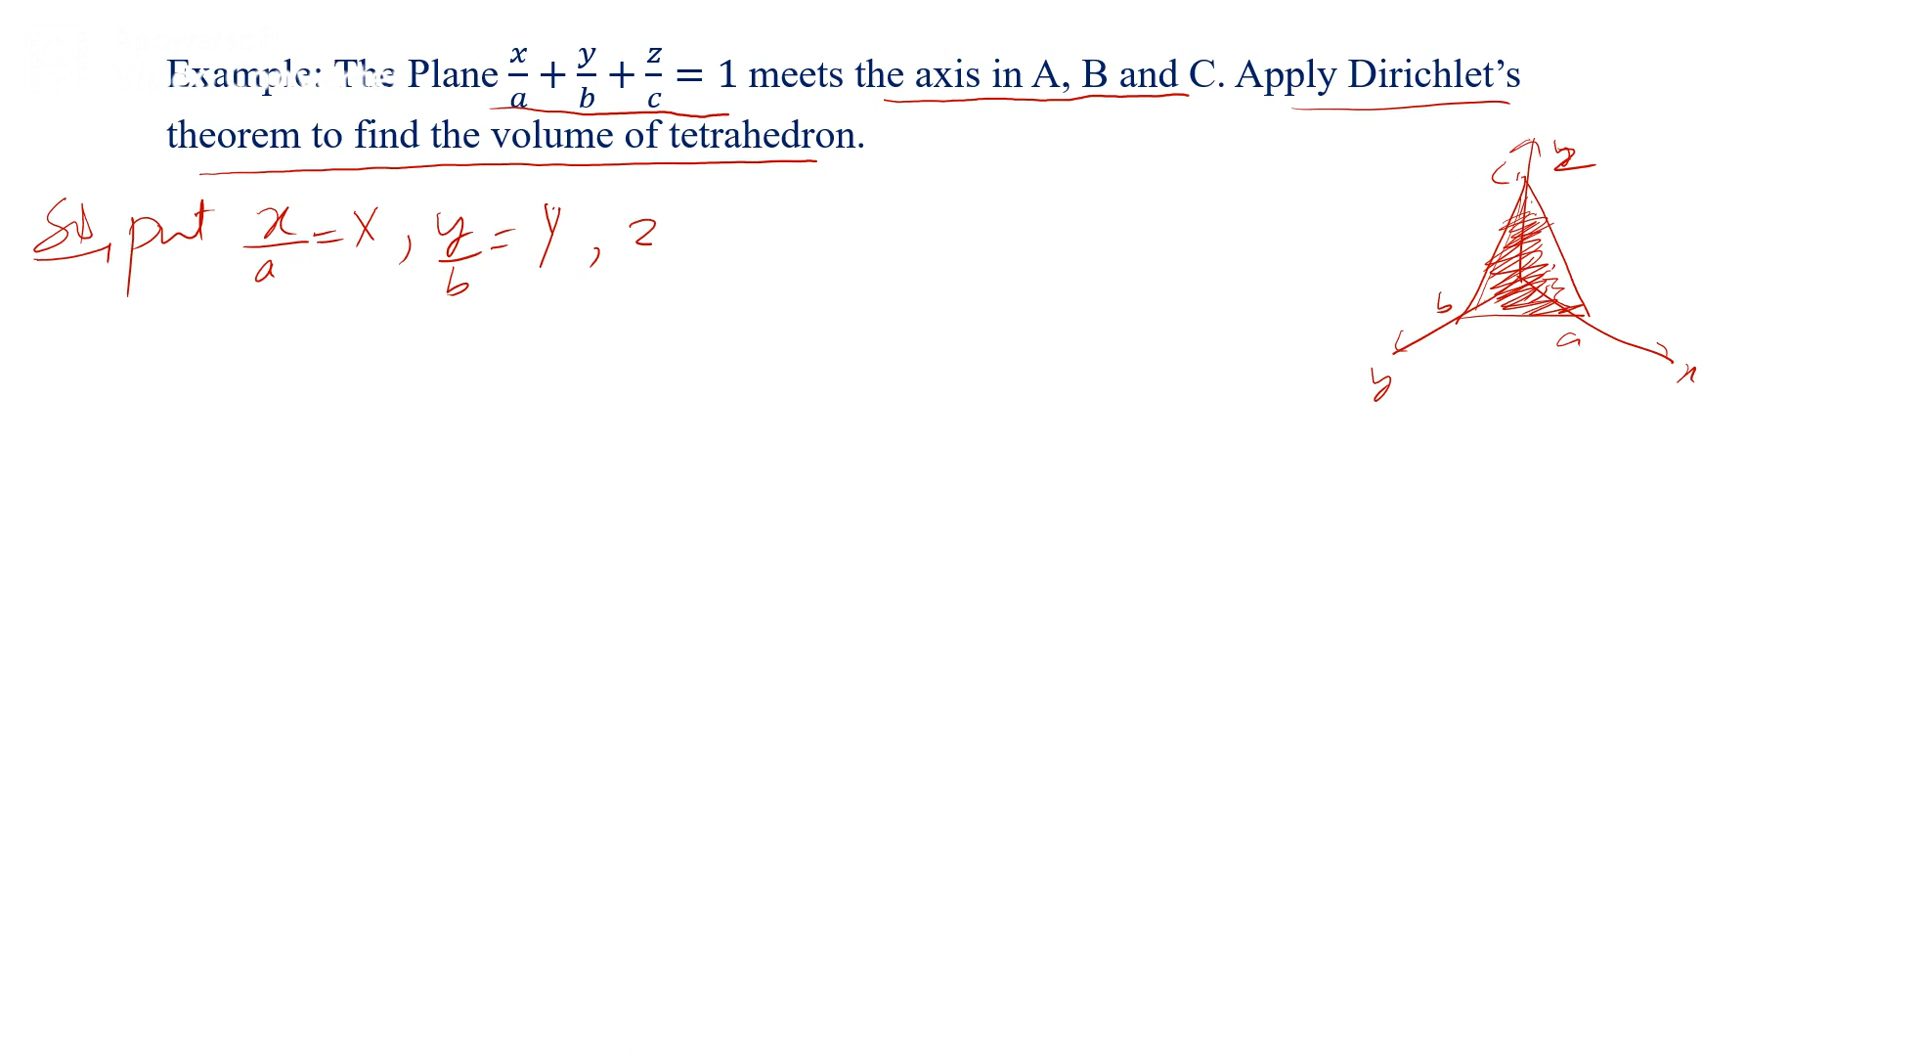 Example: The Plane x/a + y/b + z/c = 1 meets the axis in A, B and C. Apply Dirichlet’s
theorem to find the volume of tetrahedron.
z
C
Sol, put x/a = X, y/b = Y, z
b
a
y
x